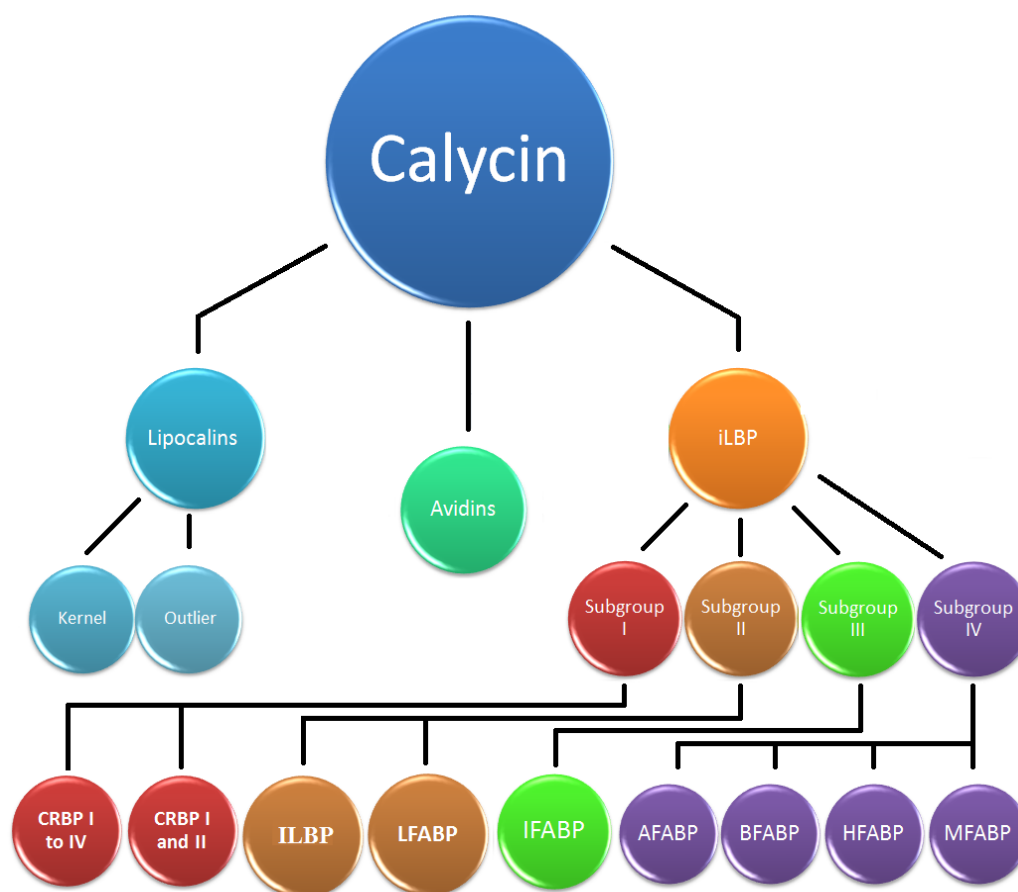 Calycin
Lipocalins
iLBP
Avidins
Kernel
Outlier
Subgroup
I
Subgroup
II
Subgroup
III
Subgroup
IV
CRBP I
to IV
CRBP I
and II
ILBP
LFABP
IFABP
AFABP
BFABP
HFABP
MFABP